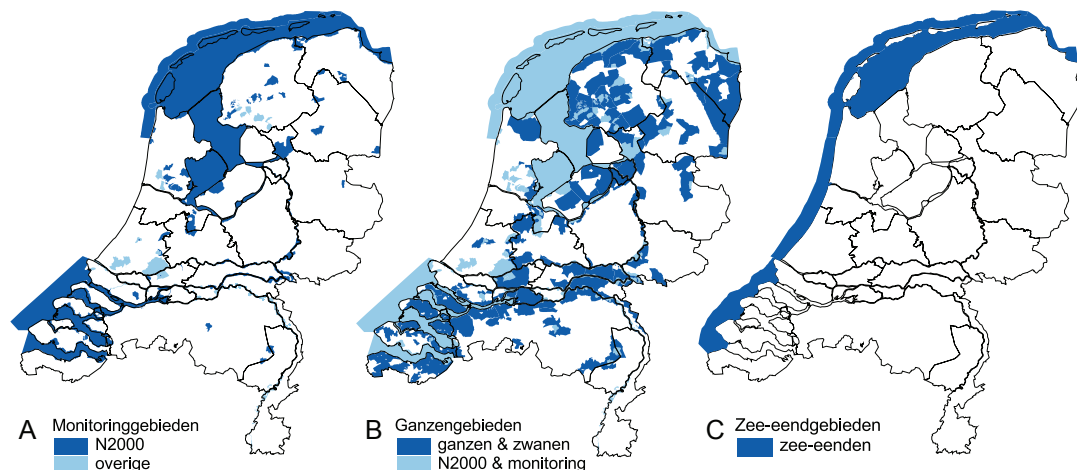 A Monitoringgebieden
N2000
overige
B Ganzengebieden
ganzen & zwanen
N2000 & monitoring
C Zee-eendgebieden
zee-eenden